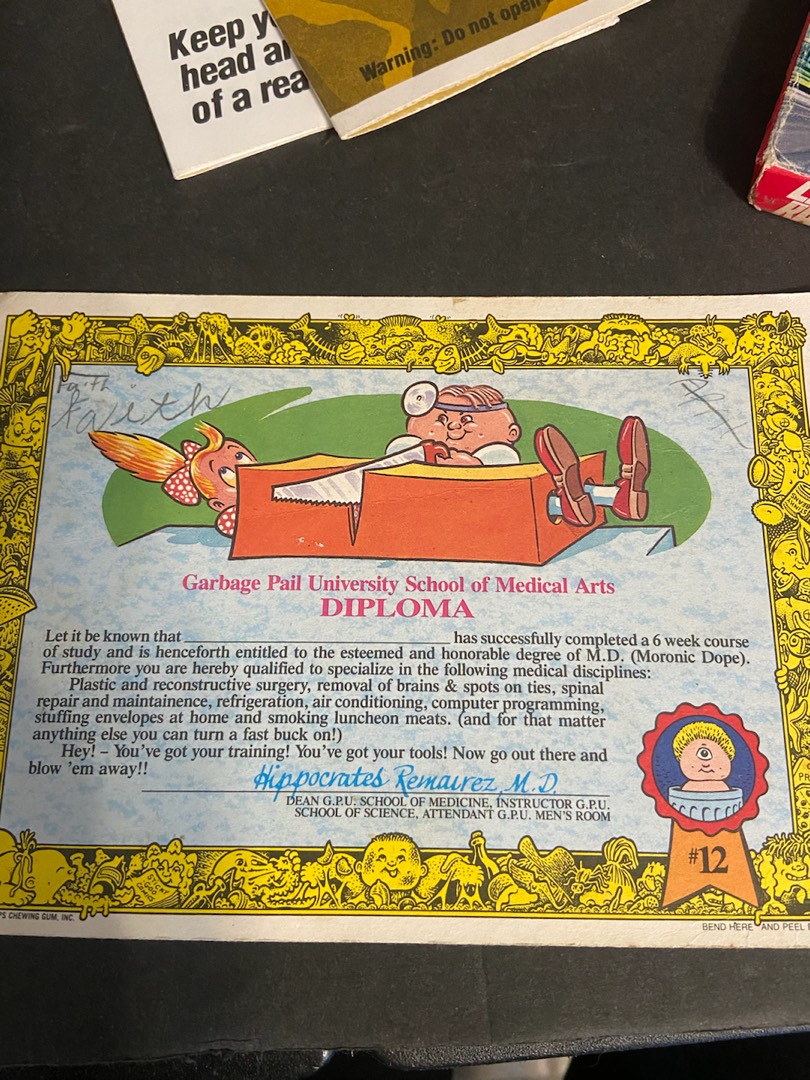 Keep
head
of a rea
Warning: Do not open
Faith
Faith
Garbage Pail University School of Medical Arts
DIPLOMA
Let it be known that ______ has successfully completed a 6 week course
of study and is henceforth entitled to the esteemed and honorable degree of M.D. (Moronic Dope).
Furthermore you are hereby qualified to specialize in the following medical disciplines:
Plastic and reconstructive surgery, removal of brains & spots on ties, spinal
repair and maintainence, refrigeration, air conditioning, computer programming,
stuffing envelopes at home and smoking luncheon meats. (and for that matter
anything else you can turn a fast buck on!)
Hey! – You've got your training! You've got your tools! Now go out there and
blow 'em away!!
Hippocrates Remairez, M.D.
DEAN G.P.U. SCHOOL OF MEDICINE, INSTRUCTOR G.P.U.
SCHOOL OF SCIENCE, ATTENDANT G.P.U. MEN'S ROOM
#12
PS CHEWING GUM, INC.
BEND HERE AND PEEL